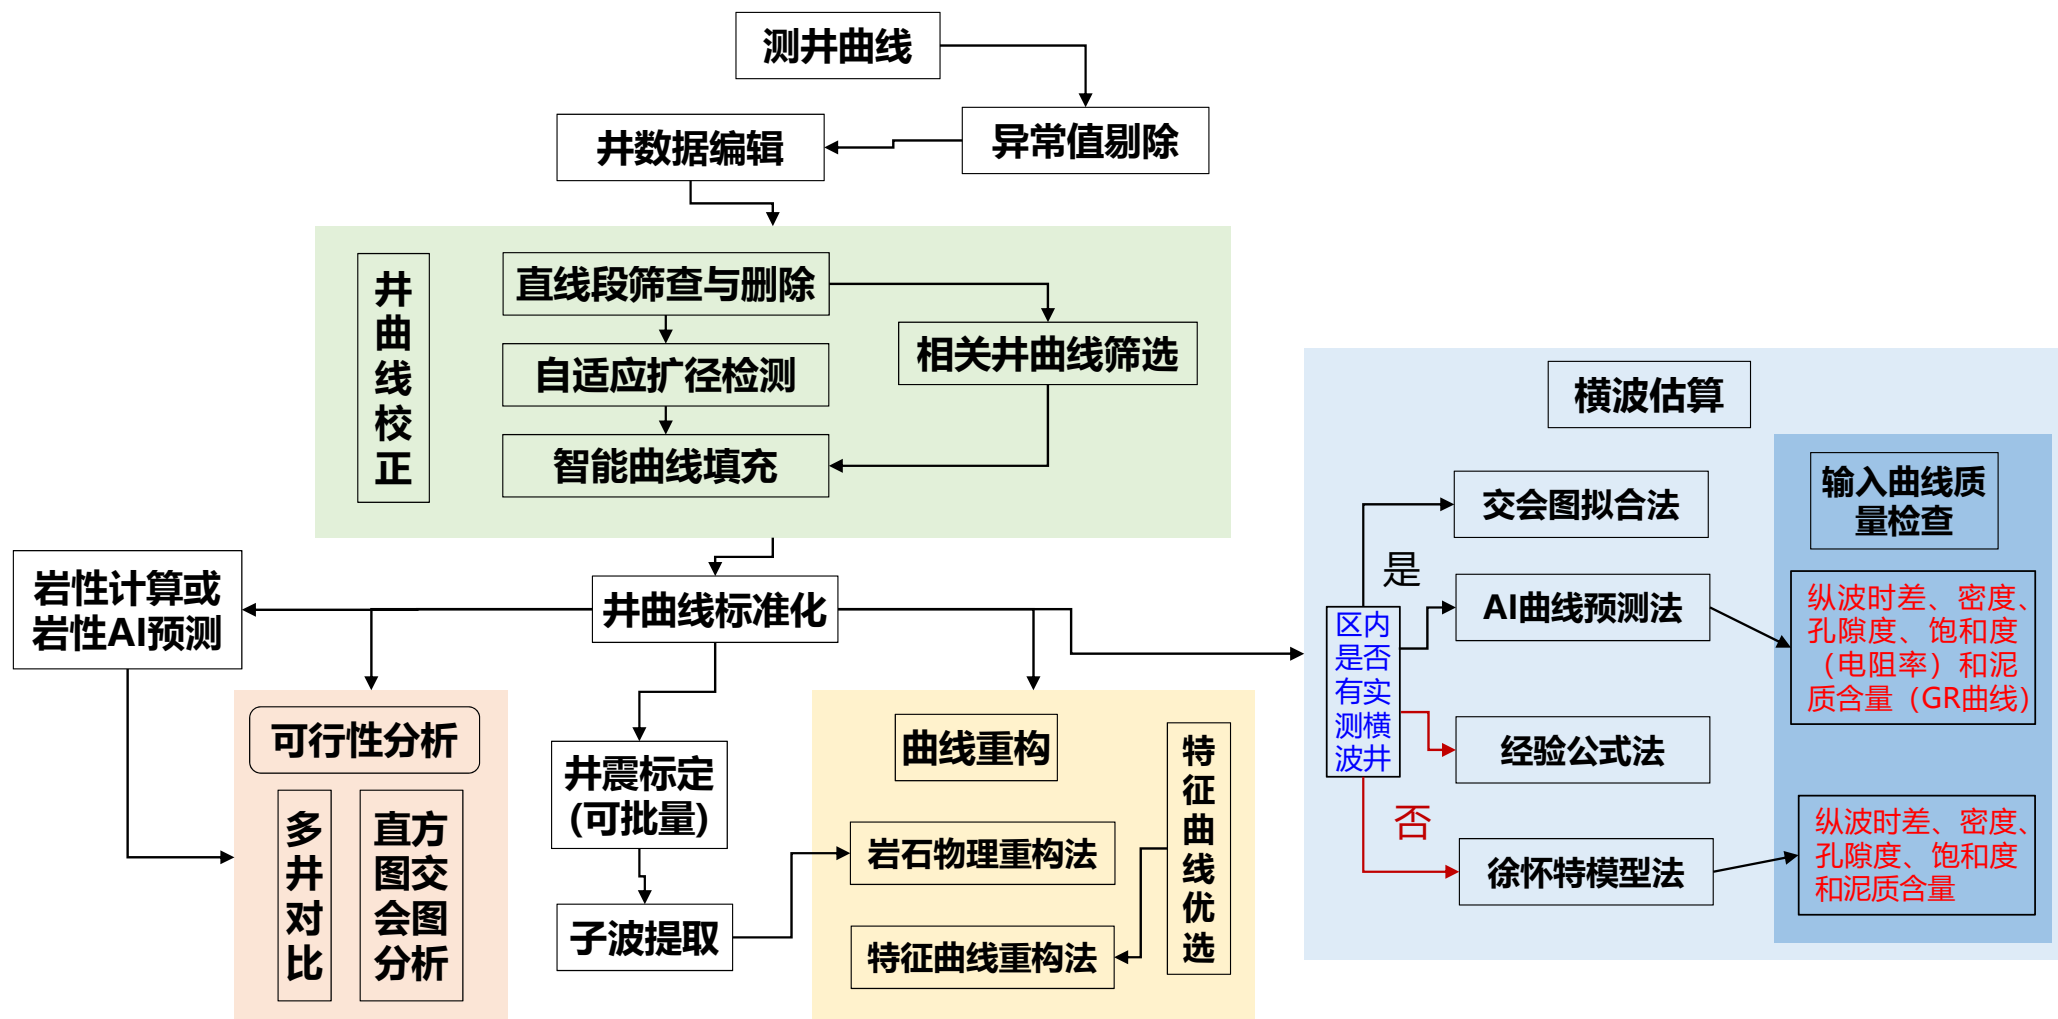 测井曲线
异常值剔除
井数据编辑
井曲线校正
直线段筛查与删除
相关井曲线筛选
自适应扩径检测
智能曲线填充
横波估算
输入曲线质
量检查
交会图拟合法
是
AI曲线预测法
纵波时差、密度、
孔隙度、饱和度
（电阻率）和泥
质含量（GR曲线）
区内
是否
有实
测横
波井
经验公式法
否
徐怀特模型法
纵波时差、密度、
孔隙度、饱和度
和泥质含量
岩性计算或
岩性AI预测
井曲线标准化
可行性分析
多井对比
直方
图交
会图
分析
井震标定
(可批量)
子波提取
曲线重构
特征曲线优选
岩石物理重构法
特征曲线重构法